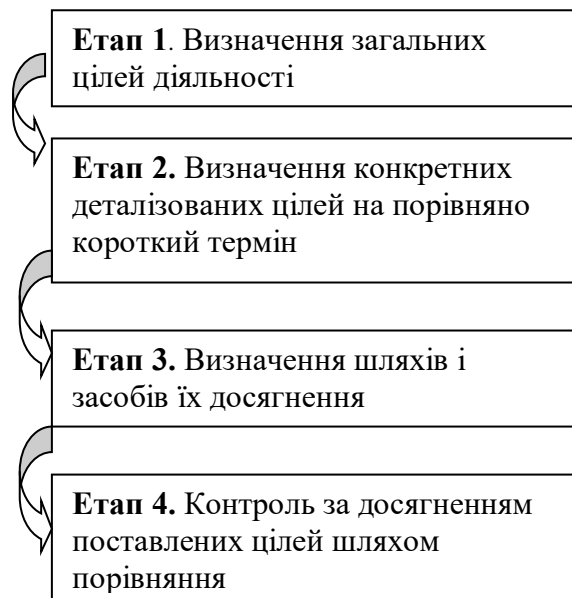 Етап 1. Визначення загальних
цілей діяльності
Етап 2. Визначення конкретних
деталізованих цілей на порівняно
короткий термін
Етап 3. Визначення шляхів і
засобів їх досягнення
Етап 4. Контроль за досягненням
поставлених цілей шляхом
порівняння